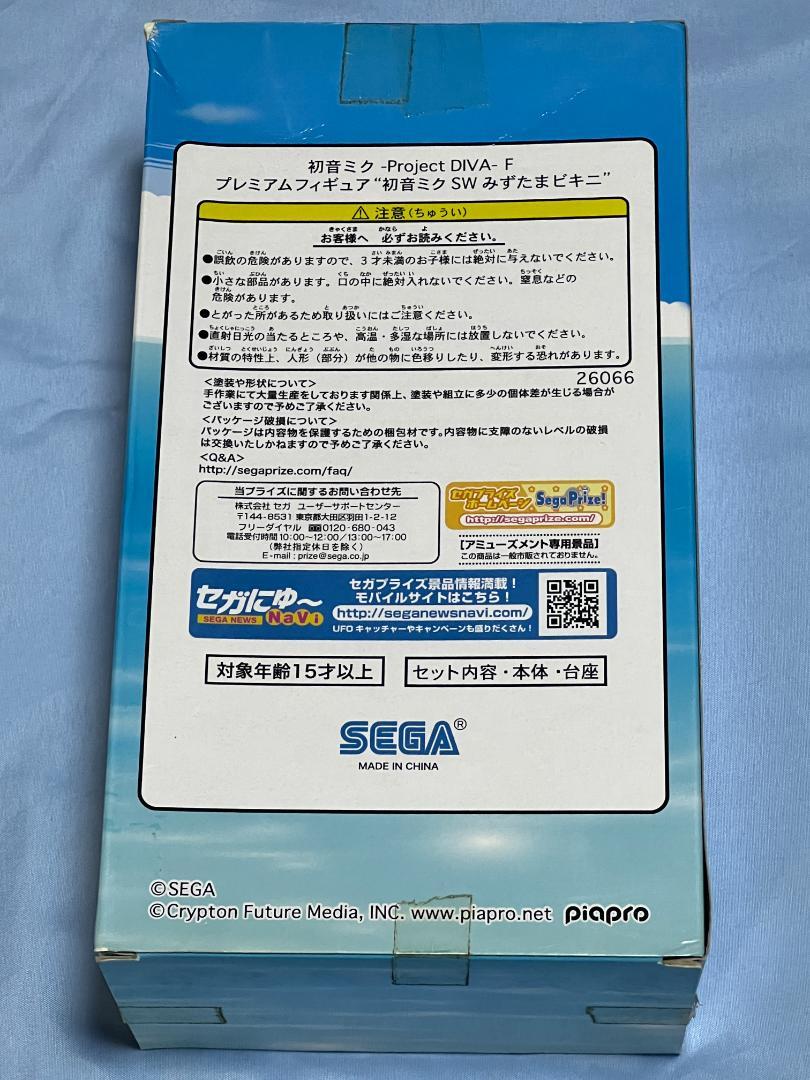 初音ミク -Project DIVA- F
プレミアムフィギュア“初音ミク SW みずたまビキニ”
⚠ 注意(ちゅうい)
お客様へ 必ずお読みください。
●誤飲の危険がありますので、3才未満のお子様には絶対に与えないでください。
●小さな部品があります。口の中に絶対入れないでください。窒息などの
危険があります。
●とがった所があるため取り扱いにはご注意ください。
●直射日光の当たるところや、高温・多湿な場所には放置しないでください。
●材質の特性上、人形(部分)が他の物に色移りしたり、変形する恐れがあります。
26066
<塗装や形状について>
手作業にて大量生産をしております関係上、塗装や組立に多少の個体差が生じる場合が
ございますので予めご了承ください。
<パッケージ破損について>
パッケージは内容物を保護するための梱包材です。内容物に支障のないレベルの破損
は交換いたしかねますので予めご了承ください。
<Q&A>
http://segaprize.com/faq/
当プライズに関するお問い合わせ先
株式会社 セガ ユーザーサポートセンター
〒144-8531 東京都大田区羽田1-2-12
フリーダイヤル 0120-680-043
電話受付時間 10:00~12:00/13:00~17:00
(弊社指定休日を除く)
E-mail : prize@sega.co.jp
セガプライズ
ホームページ
SegaPrize!
http://segaprize.com/
[アミューズメント専用景品]
この商品は一般市販されておりません。
セガにゅ〜
SEGA NEWS NaVi
セガプライズ景品情報満載!
モバイルサイトはこちら!
http://seganewsnavi.com/
UFO キャッチャーやキャンペーンも盛りだくさん!
対象年齢15才以上
セット内容・本体・台座
SEGA®
MADE IN CHINA
©SEGA
©Crypton Future Media, INC. www.piapro.net piapro